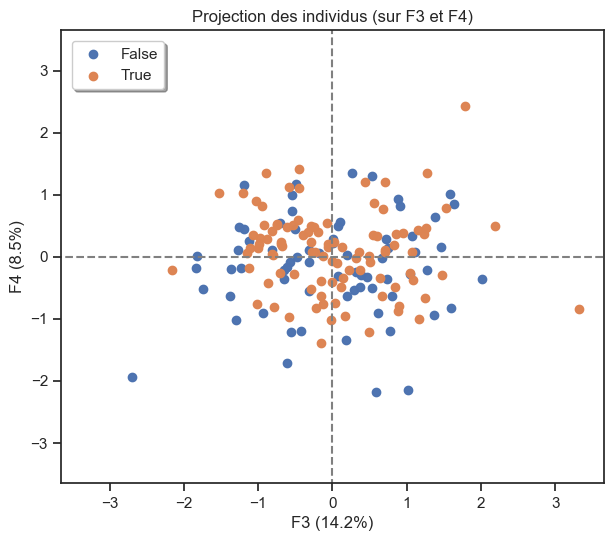 Projection des individus (sur F3 et F4)
False
True
3
2
1
0
−1
−2
−3
F4 (8.5%)
−3 −2 −1 0 1 2 3
F3 (14.2%)